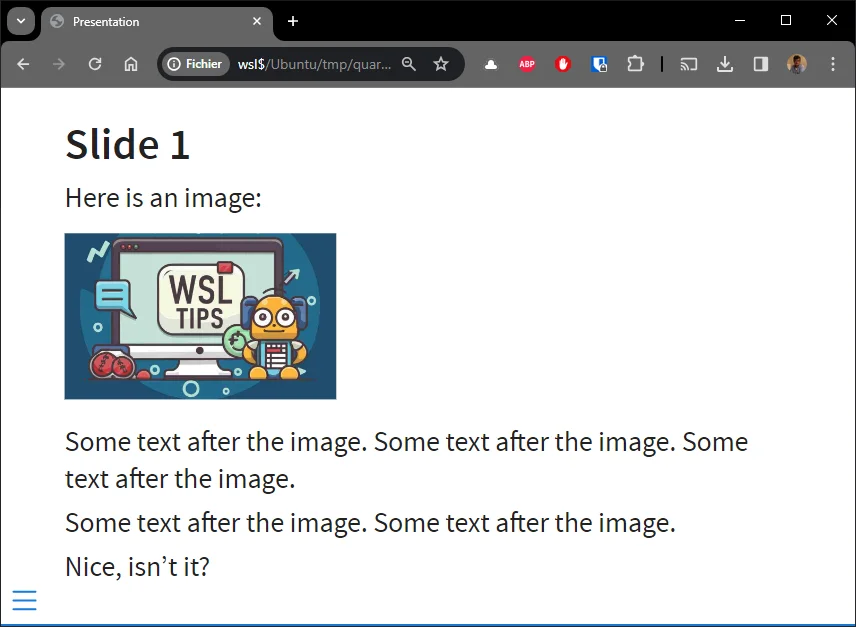 Presentation
Fichier wsl$/Ubuntu/tmp/quar...
ABP
Slide 1
Here is an image:
WSL
TIPS
Some text after the image. Some text after the image. Some
text after the image.
Some text after the image. Some text after the image.
Nice, isn’t it?